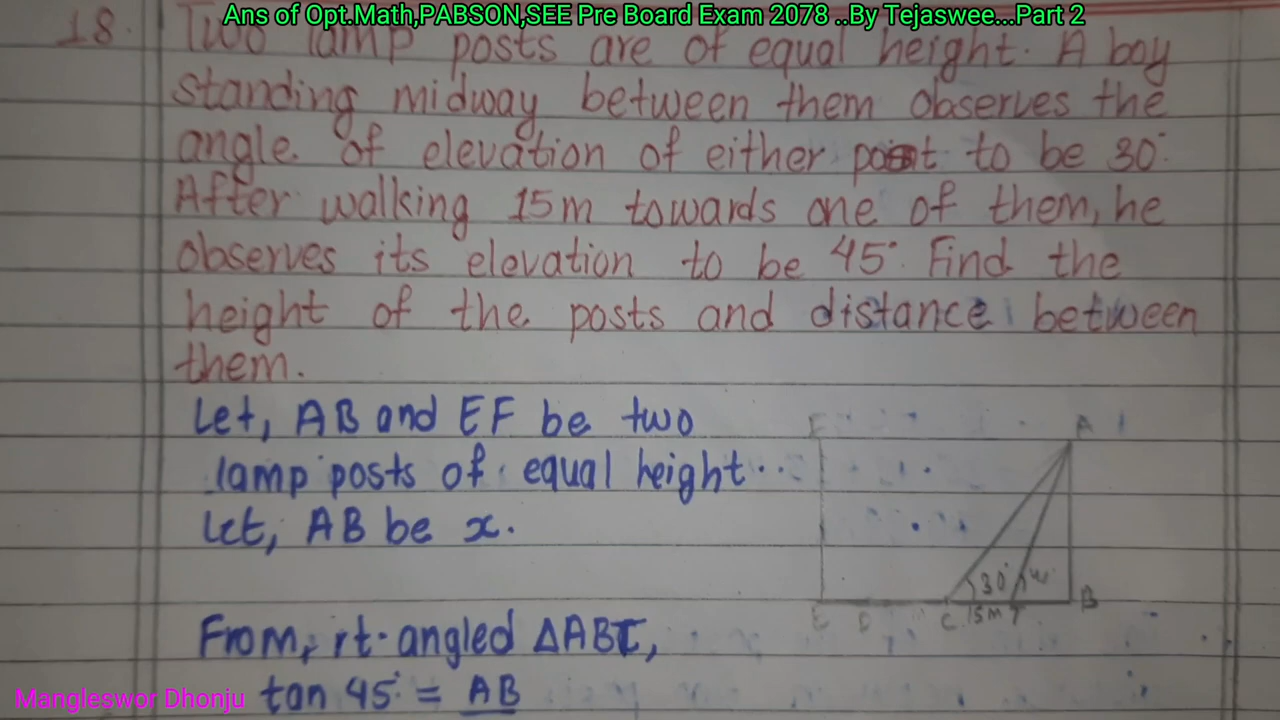 Ans of Opt.Math,PABSON,SEE Pre Board Exam 2078 ..By Tejaswee...Part 2
18. Two lamp posts are of equal height. A boy
standing midway between them observes the
angle of elevation of either post to be 30°.
After walking 15m towards one of them, he
observes its elevation to be 45°. Find the
height of the posts and distance between
them.
Let, AB and EF be two
lamp posts of equal height..
Let, AB be x.
F A
30°
E D C 15m T B
From, rt. angled ΔABT,
tan 45° = AB
Mangleswor Dhonju